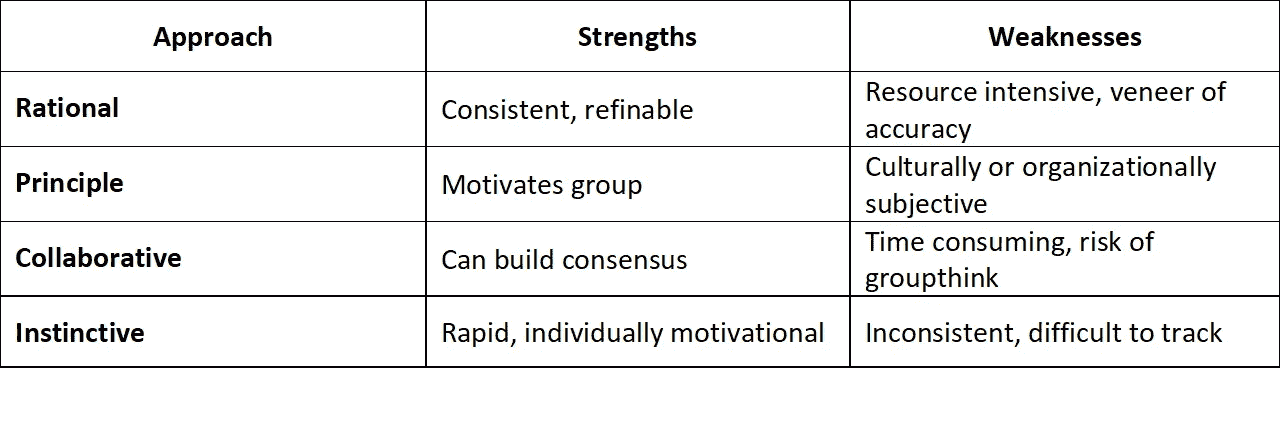 Approach Strengths Weaknesses
Rational Consistent, refinable Resource intensive, veneer of
accuracy
Principle Motivates group Culturally or organizationally
subjective
Collaborative Can build consensus Time consuming, risk of
groupthink
Instinctive Rapid, individually motivational Inconsistent, difficult to track